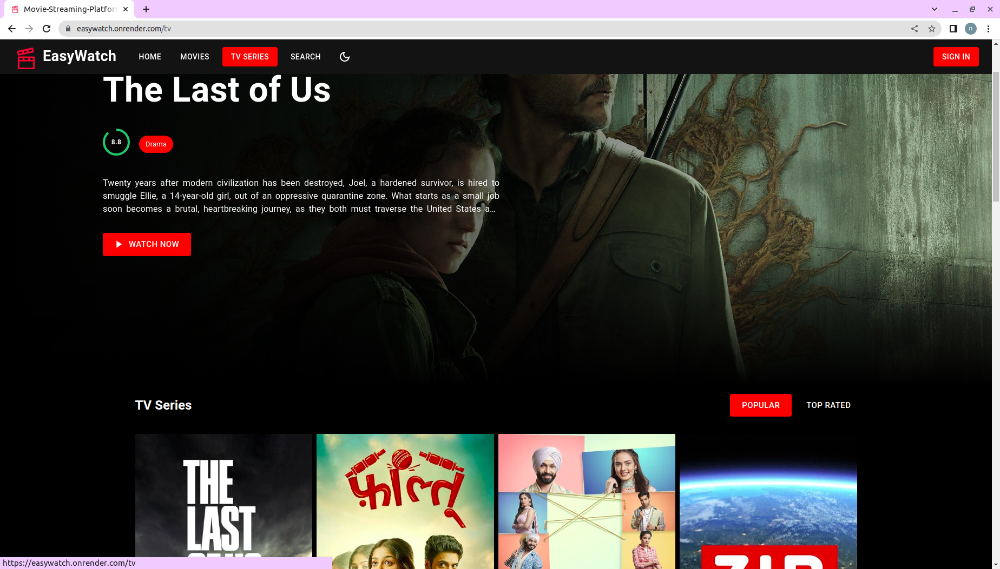 Movie-Streaming-Platform
easywatch.onrender.com/tv
n
EasyWatch
HOME
MOVIES
TV SERIES
SEARCH
SIGN IN
The Last of Us
8.8
Drama
Twenty years after modern civilization has been destroyed, Joel, a hardened survivor, is hired to
smuggle Ellie, a 14-year-old girl, out of an oppressive quarantine zone. What starts as a small job
soon becomes a brutal, heartbreaking journey, as they both must traverse the United States a...
WATCH NOW
TV Series
POPULAR
TOP RATED
THE
LAST
OF US
फ़ालतू
ZIP
https://easywatch.onrender.com/tv